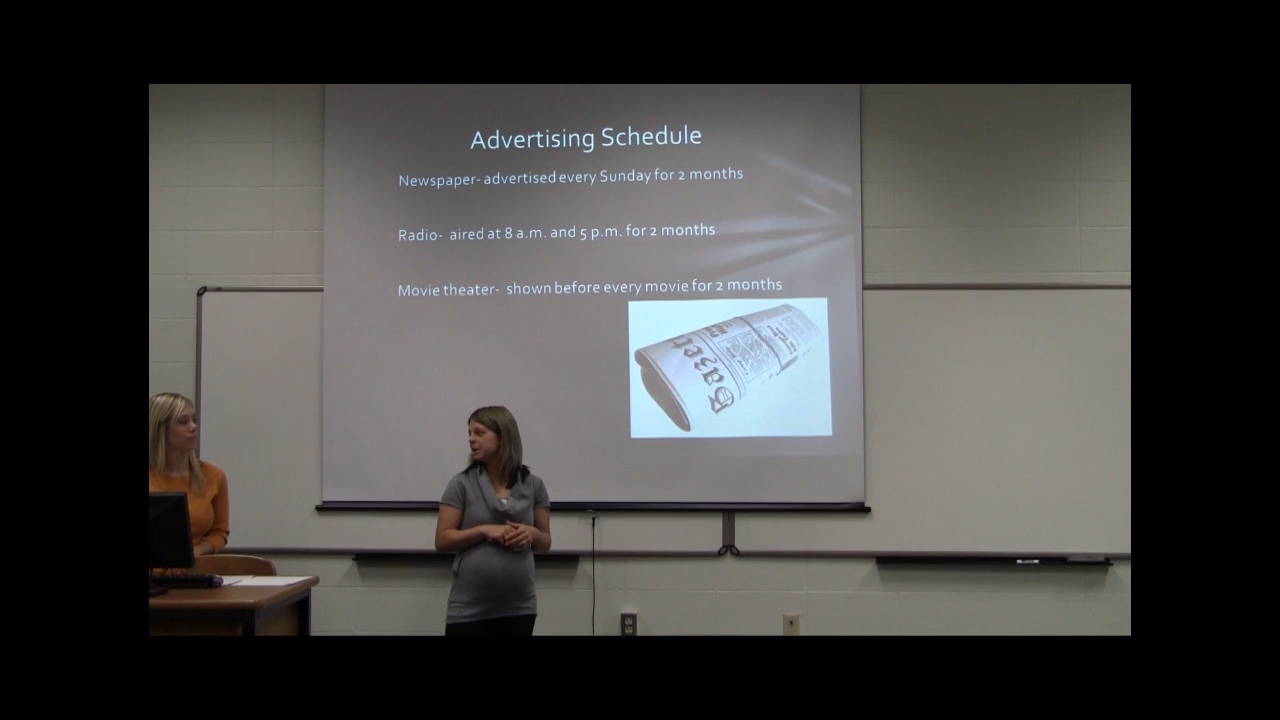 Advertising Schedule
Newspaper- advertised every Sunday for 2 months
Radio- aired at 8 a.m. and 5 p.m. for 2 months
Movie theater- shown before every movie for 2 months